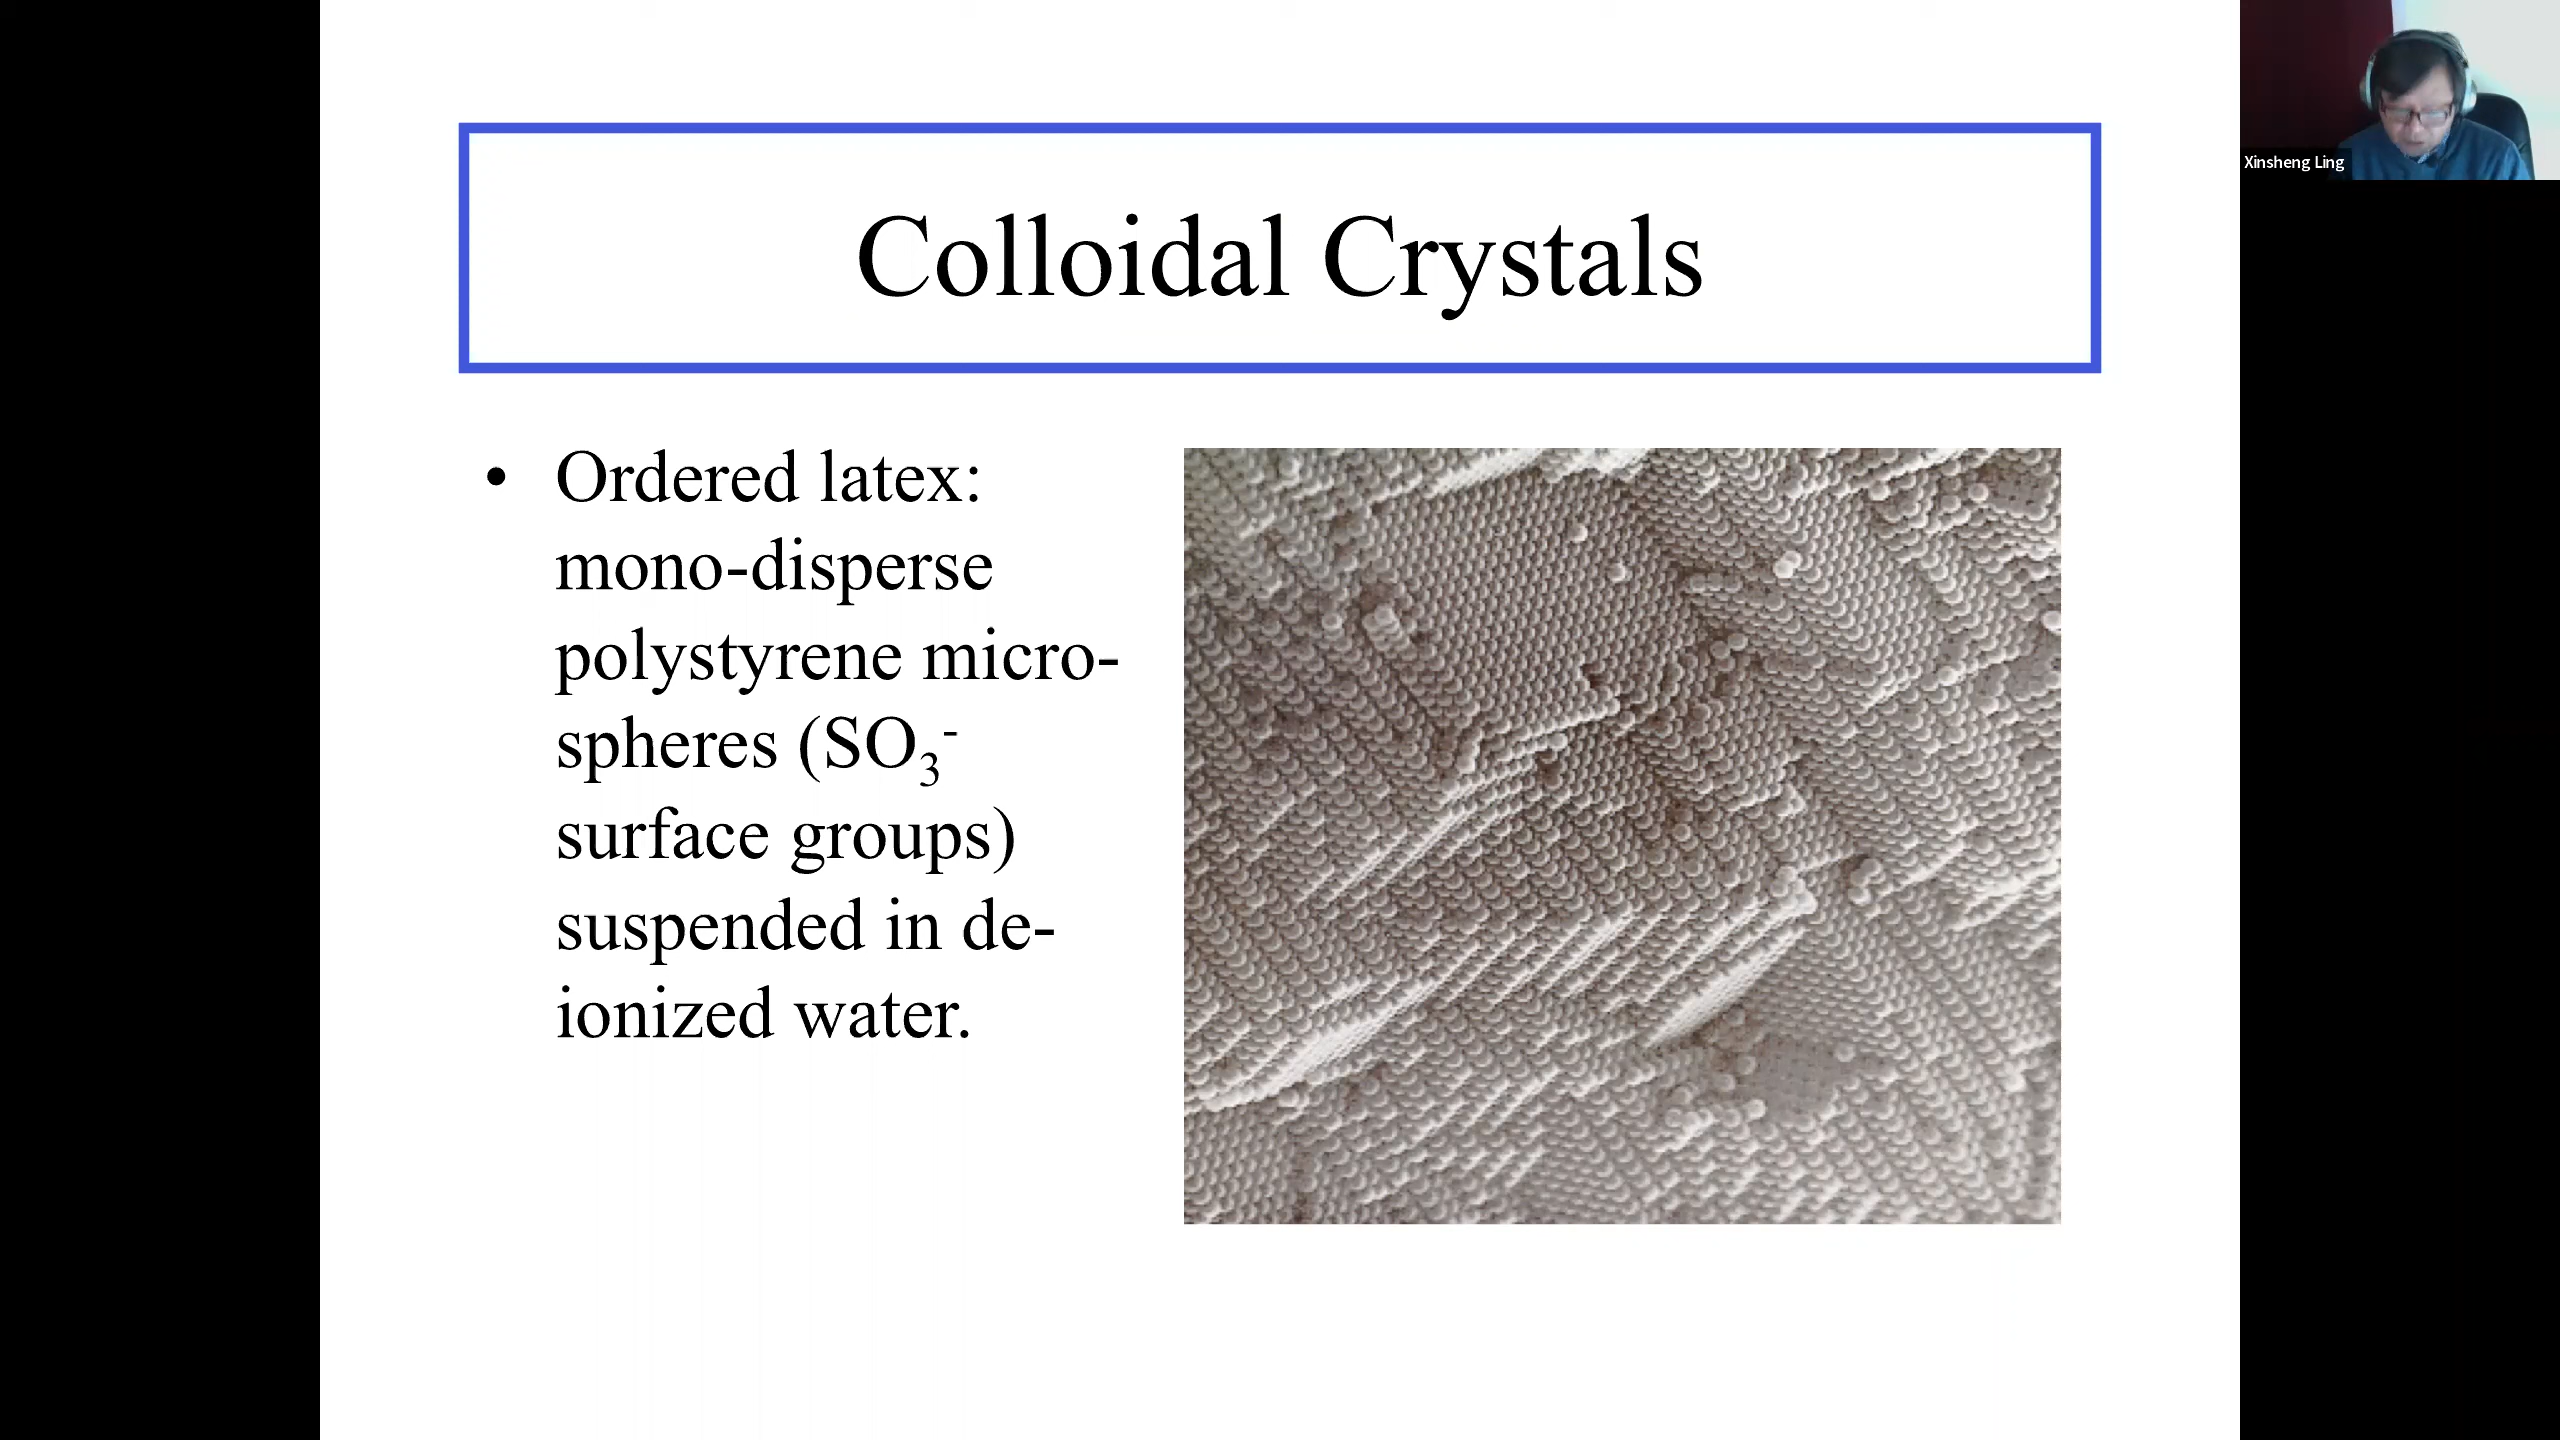 Colloidal Crystals
• Ordered latex:
mono-disperse
polystyrene micro-
spheres (SO₃⁻
surface groups)
suspended in de-
ionized water.
Xinsheng Ling